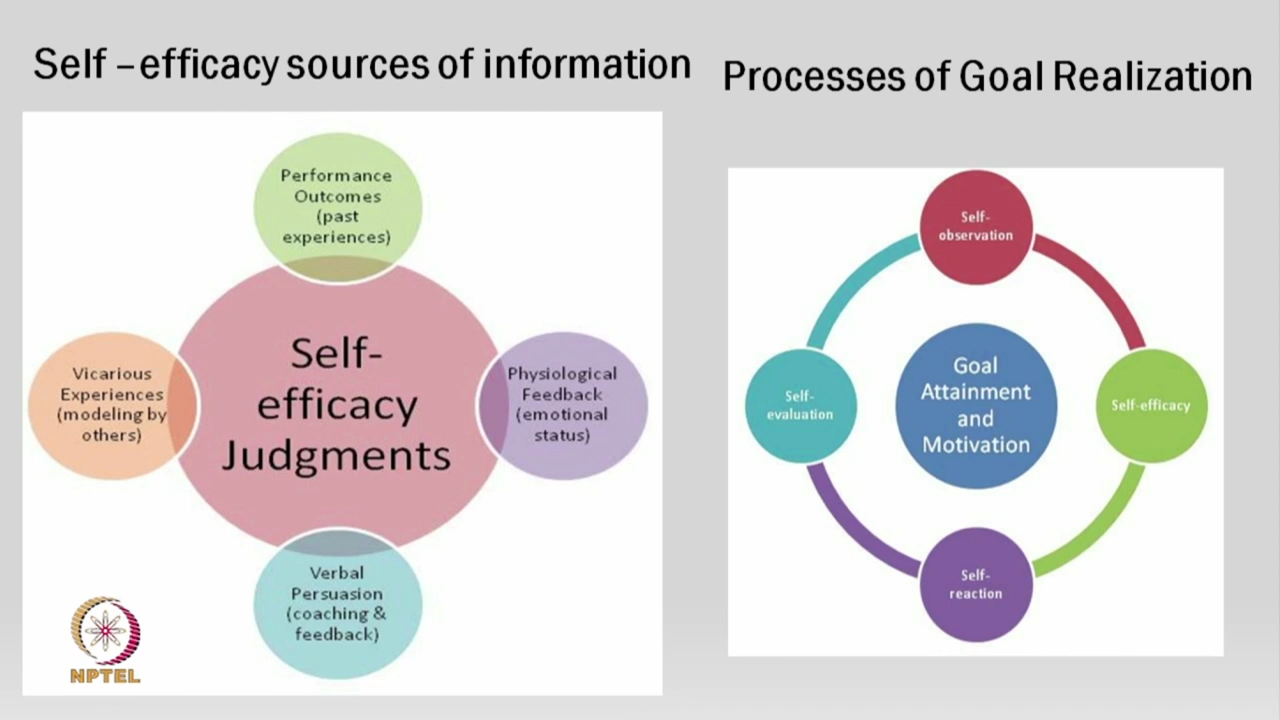 Self – efficacy sources of information
Processes of Goal Realization
Performance
Outcomes
(past
experiences)
Self-
efficacy
Judgments
Vicarious
Experiences
(modeling by
others)
Physiological
Feedback
(emotional
status)
Verbal
Persuasion
(coaching &
feedback)
NPTEL
Self-
observation
Self-efficacy
Self-
reaction
Self-
evaluation
Goal
Attainment
and
Motivation